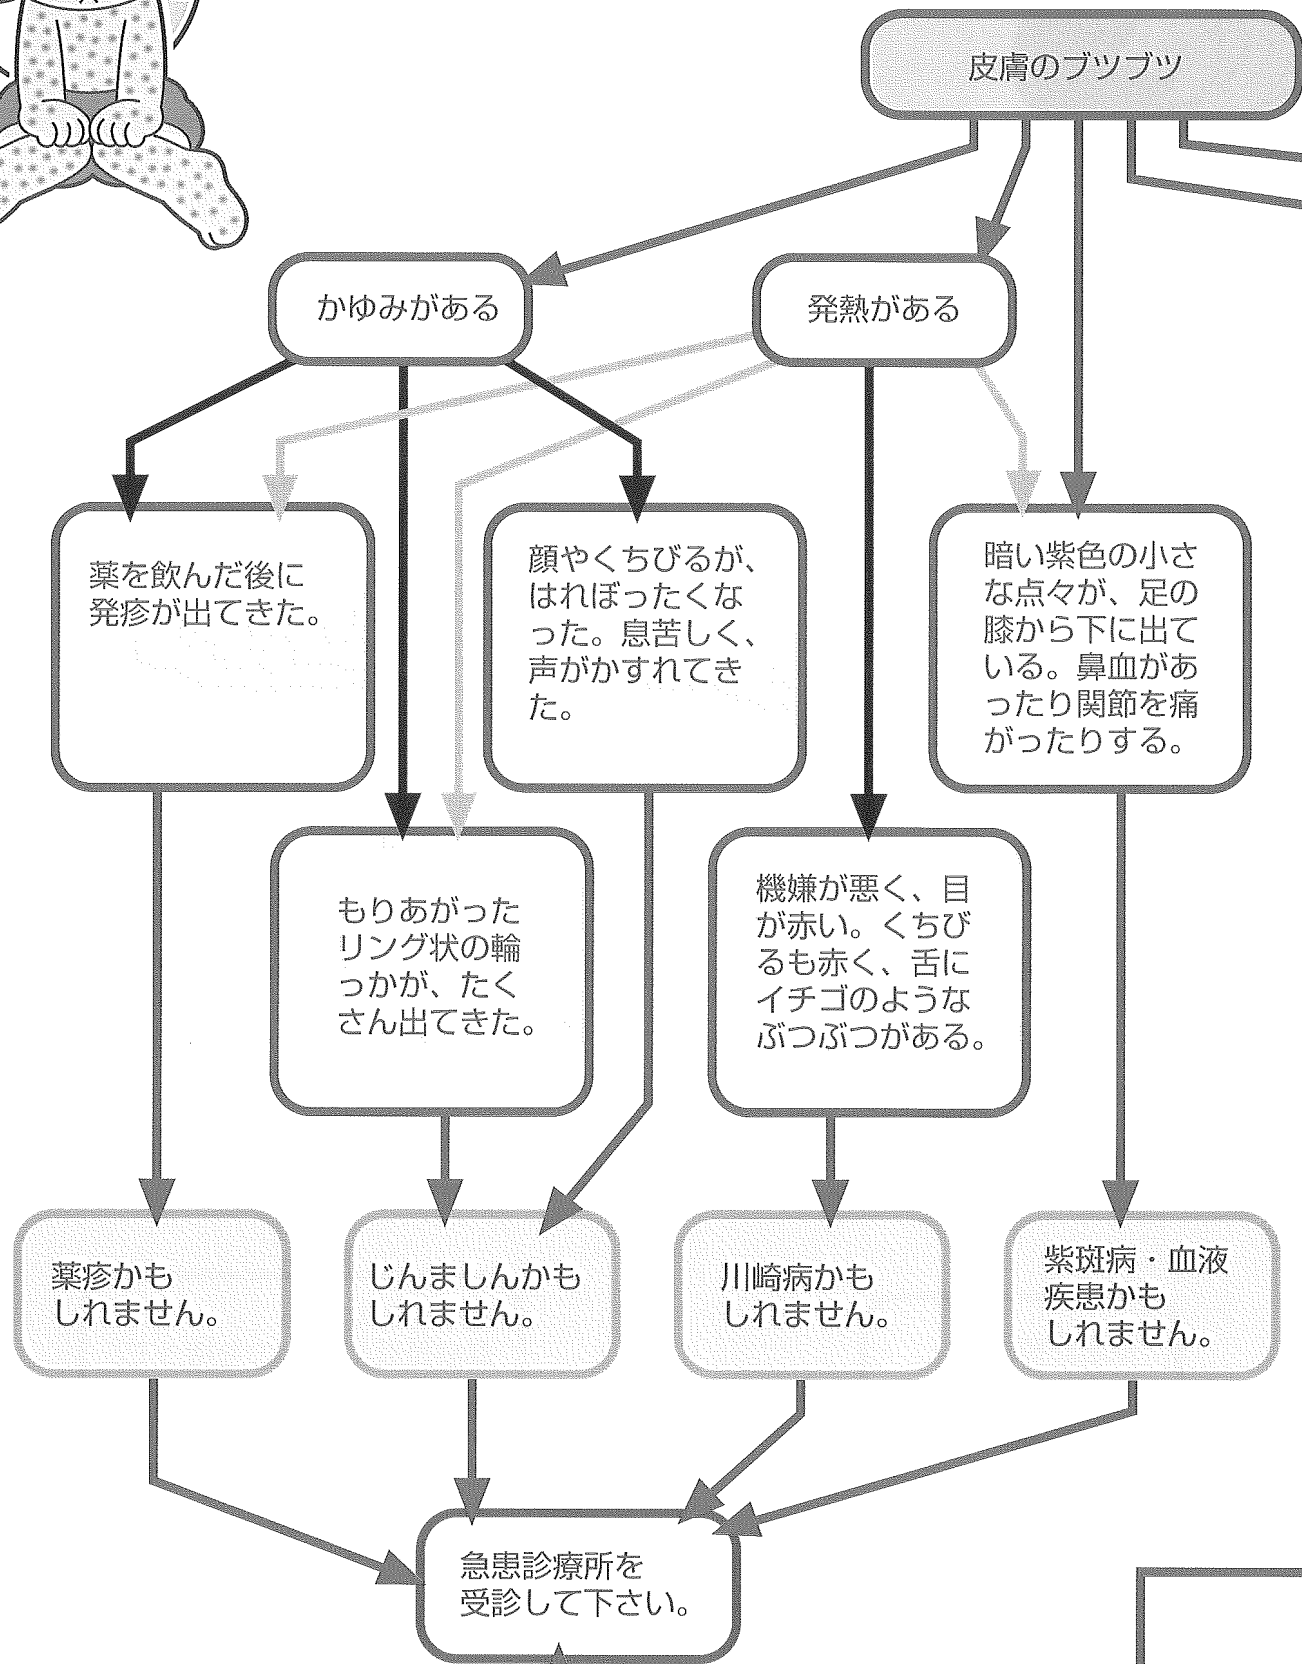 皮膚のブツブツ
かゆみがある
発熱がある
薬を飲んだ後に
発疹が出てきた。
顔やくちびるが、
はれぼったくな
った。息苦しく、
声がかすれてき
た。
暗い紫色の小さ
な点々が、足の
膝から下に出て
いる。鼻血があ
ったり関節を痛
がったりする。
もりあがった
リング状の輪
っかが、たく
さん出てきた。
機嫌が悪く、目
が赤い。くちび
るも赤く、舌に
イチゴのような
ぶつぶつがある。
薬疹かも
しれません。
じんましんかも
しれません。
川崎病かも
しれません。
紫斑病・血液
疾患かも
しれません。
急患診療所を
受診して下さい。